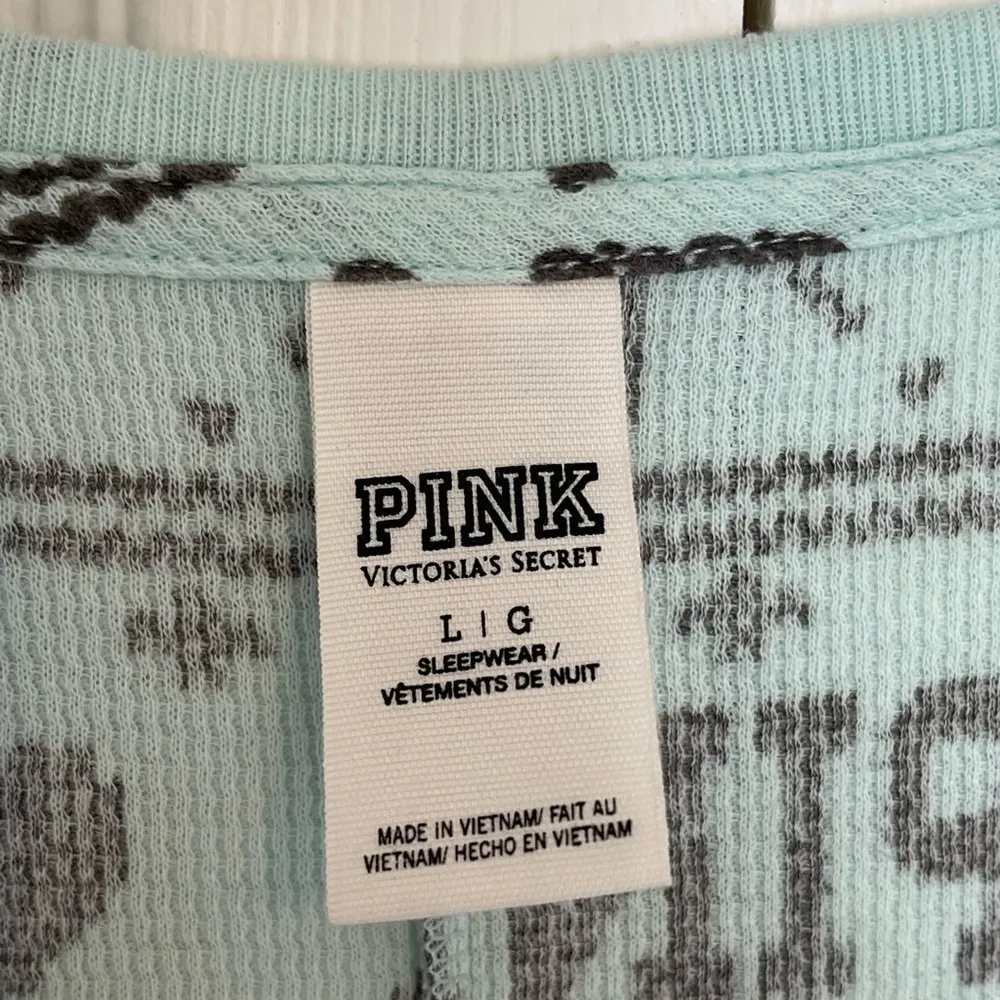 PINK
VICTORIA'S SECRET
L | G
SLEEPWEAR /
VÊTEMENTS DE NUIT
MADE IN VIETNAM/ FAIT AU
VIETNAM/ HECHO EN VIETNAM